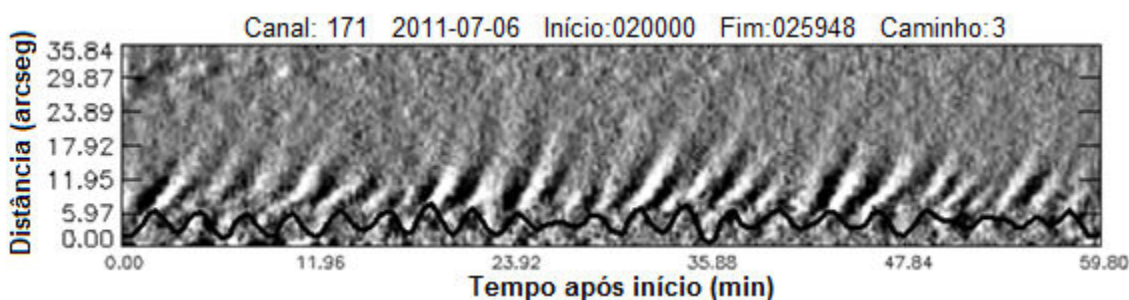 Canal: 171 2011-07-06 Início:020000 Fim:025948 Caminho:3
Distância (arcseg)
35.84
29.87
23.89
17.92
11.95
5.97
0.00
0.00 11.96 23.92 35.88 47.84 59.80
Tempo após início (min)